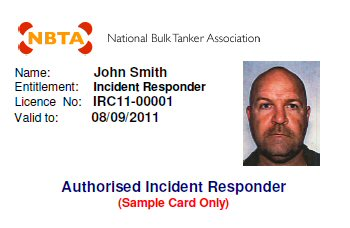 NBTA National Bulk Tanker Association
Name: John Smith
Entitlement: Incident Responder
Licence No: IRC11-00001
Valid to: 08/09/2011
Authorised Incident Responder
(Sample Card Only)